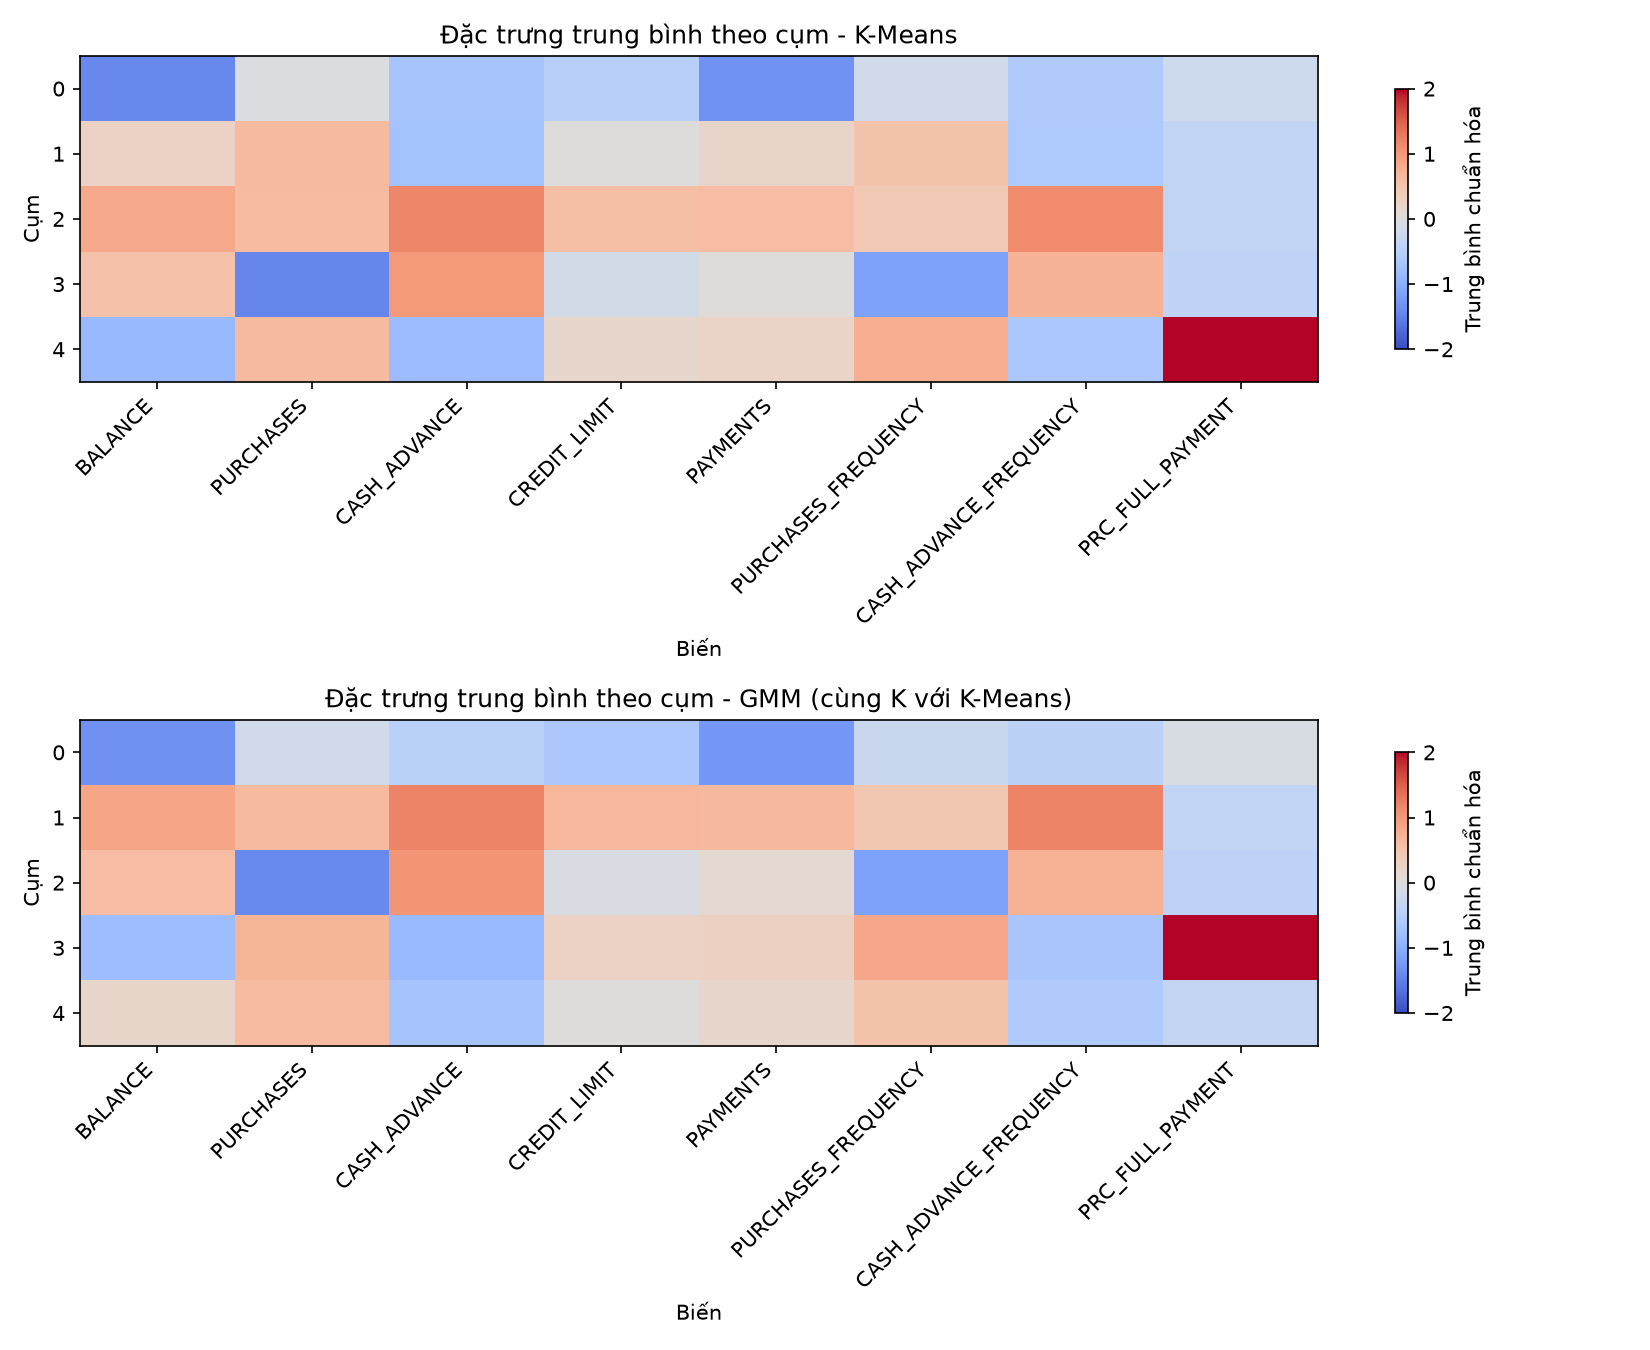 Đặc trưng trung bình theo cụm - K-Means
Cụm
0
1
2
3
4
BALANCE
PURCHASES
CASH_ADVANCE
CREDIT_LIMIT
PAYMENTS
PURCHASES_FREQUENCY
CASH_ADVANCE_FREQUENCY
PRC_FULL_PAYMENT
Biến
2
1
0
−1
−2
Trung bình chuẩn hóa
Đặc trưng trung bình theo cụm - GMM (cùng K với K-Means)
Cụm
0
1
2
3
4
BALANCE
PURCHASES
CASH_ADVANCE
CREDIT_LIMIT
PAYMENTS
PURCHASES_FREQUENCY
CASH_ADVANCE_FREQUENCY
PRC_FULL_PAYMENT
Biến
2
1
0
−1
−2
Trung bình chuẩn hóa